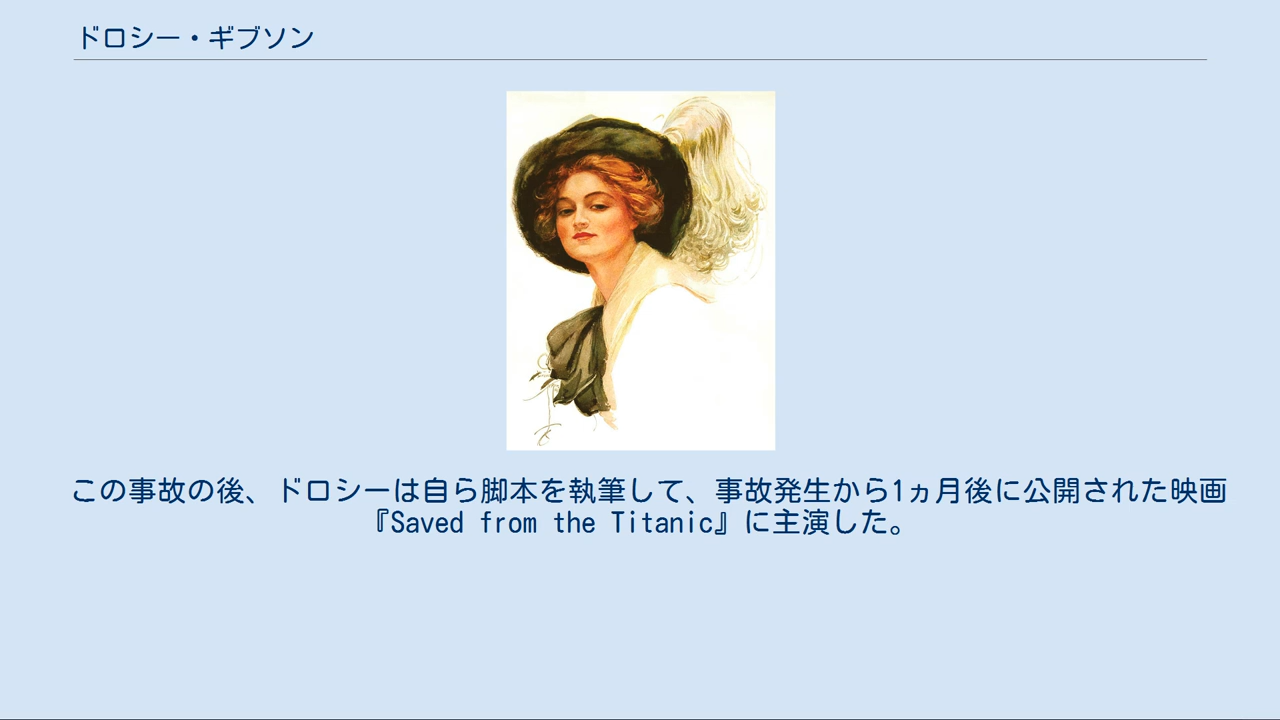 ドロシー・ギブソン
この事故の後、ドロシーは自ら脚本を執筆して、事故発生から1ヵ月後に公開された映画
『Saved from the Titanic』に主演した。